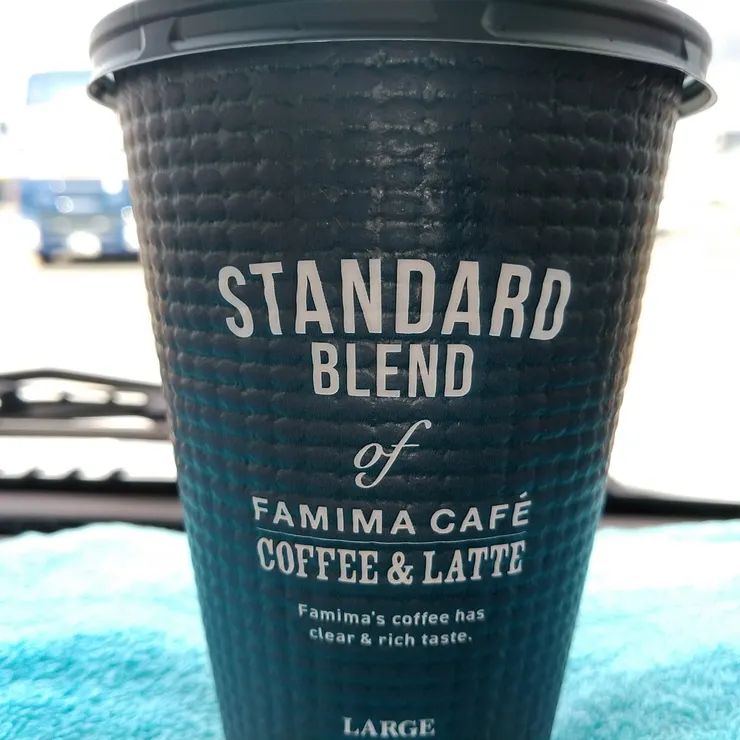 STANDARD
BLEND
of
FAMIMA CAFÉ
COFFEE & LATTE
Famima's coffee has
clear & rich taste.
LARGE